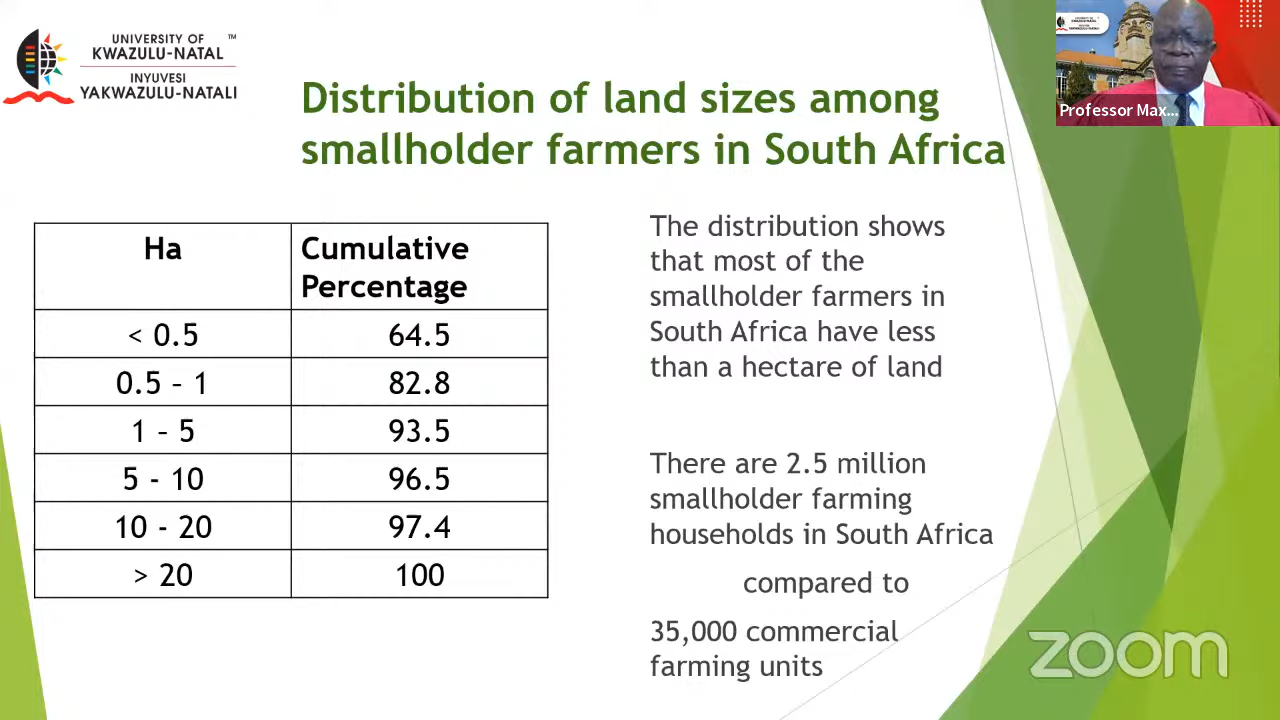 UNIVERSITY OF ™
KWAZULU-NATAL
INYUVESI
YAKWAZULU-NATALI
Distribution of land sizes among
smallholder farmers in South Africa
Professor Max...
Ha Cumulative
Percentage
< 0.5 64.5
0.5 – 1 82.8
1 – 5 93.5
5 - 10 96.5
10 - 20 97.4
> 20 100
The distribution shows
that most of the
smallholder farmers in
South Africa have less
than a hectare of land
There are 2.5 million
smallholder farming
households in South Africa
compared to
35,000 commercial
farming units
zoom